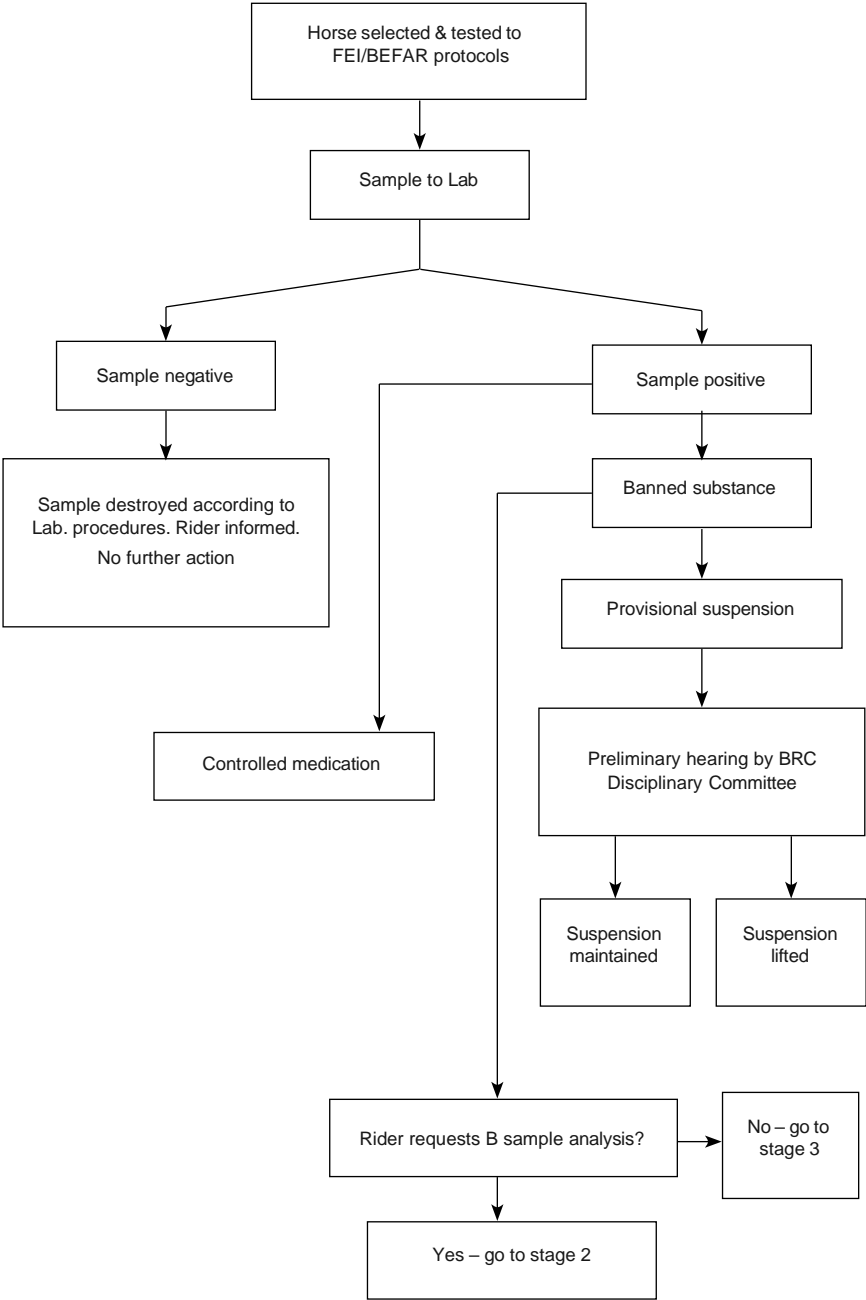 Horse selected & tested to
FEI/BEFAR protocols
Sample to Lab
Sample negative
Sample positive
Sample destroyed according to
Lab. procedures. Rider informed.
No further action
Banned substance
Provisional suspension
Controlled medication
Preliminary hearing by BRC
Disciplinary Committee
Suspension
maintained
Suspension
lifted
Rider requests B sample analysis?
No – go to
stage 3
Yes – go to stage 2